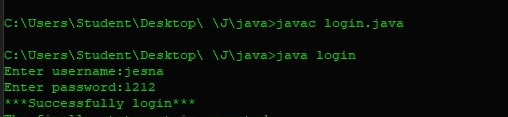 C:\Users\Student\Desktop\ \J\java>javac login.java
C:\Users\Student\Desktop\ \J\java>java login
Enter username:jesna
Enter password:1212
***Successfully login***